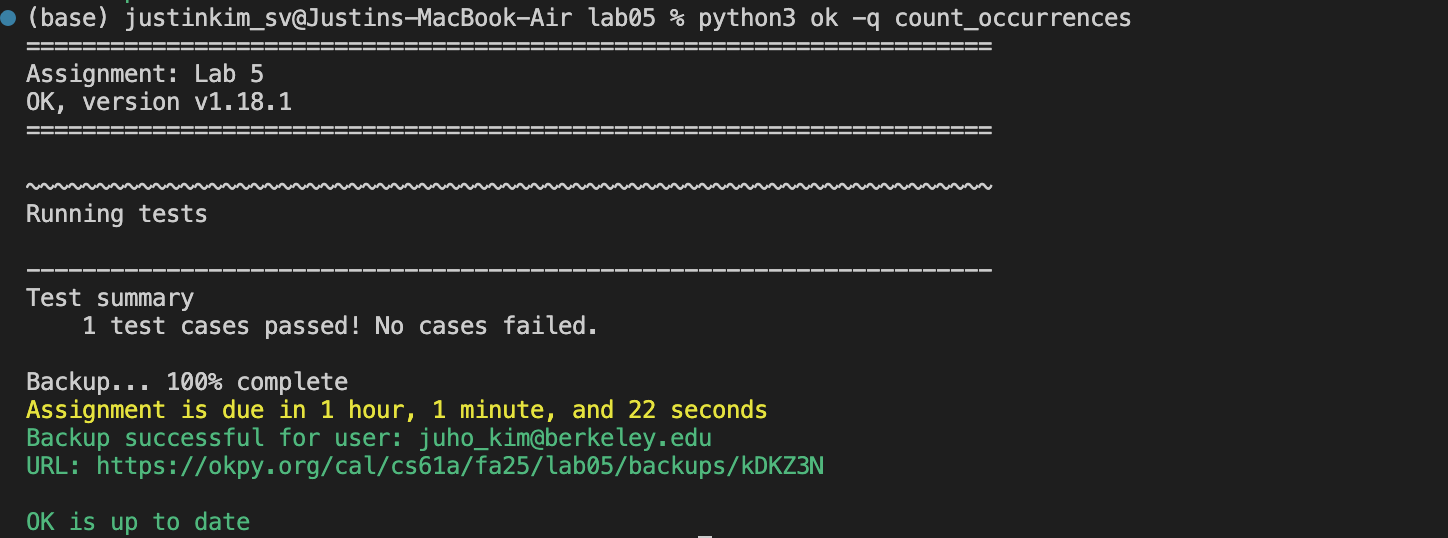 (base) justinkim_sv@Justins-MacBook-Air lab05 % python3 ok -q count_occurrences
=====================================================================
Assignment: Lab 5
OK, version v1.18.1
=====================================================================
~~~~~~~~~~~~~~~~~~~~~~~~~~~~~~~~~~~~~~~~~~~~~~~~~~~~~~~~~~~~~~~~~~~~~
Running tests
---------------------------------------------------------------------
Test summary
    1 test cases passed! No cases failed.
Backup... 100% complete
Assignment is due in 1 hour, 1 minute, and 22 seconds
Backup successful for user: juho_kim@berkeley.edu
URL: https://okpy.org/cal/cs61a/fa25/lab05/backups/kDKZ3N
OK is up to date